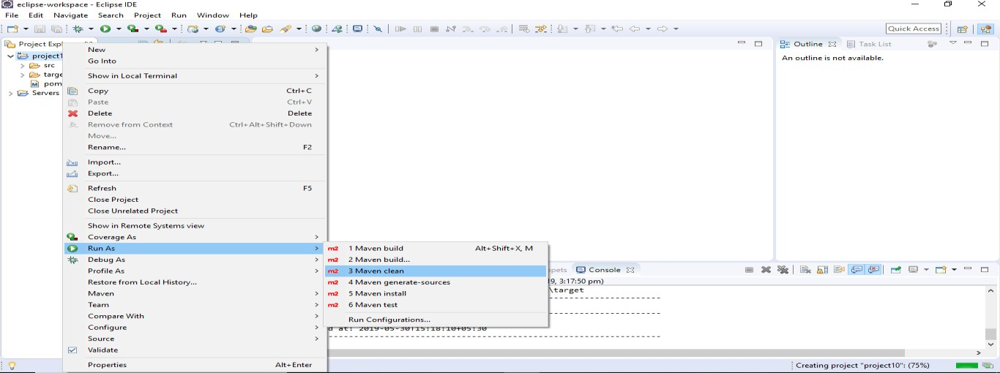 eclipse-workspace - Eclipse IDE
File Edit Navigate Search Project Run Window Help
Quick Access
Project Expl
project1
src
targe
pom
Servers
New
Go Into
Show in Local Terminal
Copy Ctrl+C
Paste Ctrl+V
Delete Delete
Remove from Context Ctrl+Alt+Shift+Down
Move...
Rename... F2
Import...
Export...
Refresh F5
Close Project
Close Unrelated Project
Show in Remote Systems view
Coverage As
Run As
Debug As
Profile As
Restore from Local History...
Maven
Team
Compare With
Configure
Source
Validate
Properties Alt+Enter
m2 1 Maven build Alt+Shift+X, M
m2 2 Maven build...
m2 3 Maven clean
m2 4 Maven generate-sources
m2 5 Maven install
m2 6 Maven test
Run Configurations...
Outline Task List
An outline is not available.
ppets Console
19, 3:17:50 pm)
\target
------------------------------------------------------------------------
------------------------------------------------------------------------
d at: 2019-05-30T15:18:10+05:30
------------------------------------------------------------------------
Creating project "project10": (75%)